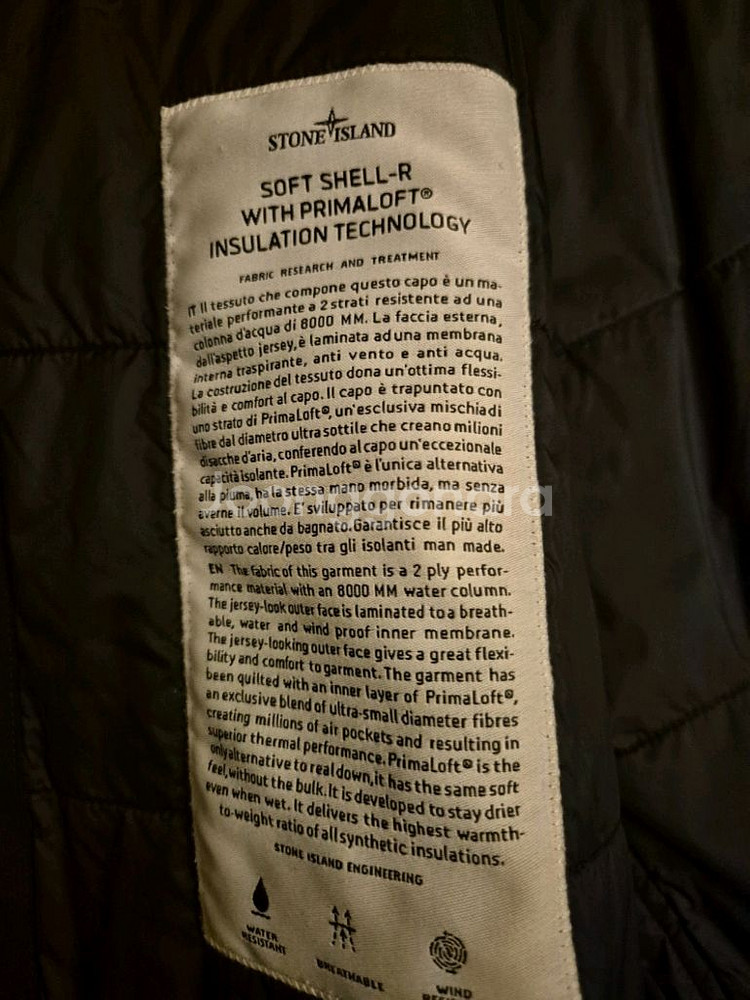 STONE ISLAND
SOFT SHELL-R
WITH PRIMALOFT®
INSULATION TECHNOLOGY
FABRIC RESEARCH AND TREATMENT
IT Il tessuto che compone questo capo è un ma-
teriale performante a 2 strati resistente ad una
colonna d'acqua di 8000 MM. La faccia esterna,
dall'aspetto jersey, è laminata ad una membrana
interna traspirante, anti vento e anti acqua.
La costruzione del tessuto dona un'ottima flessi-
bilità e comfort al capo. Il capo è trapuntato con
uno strato di PrimaLoft®, un'esclusiva mischia di
fibre dal diametro ultra sottile che creano milioni
di sacche d'aria, conferendo al capo un'eccezionale
capacità isolante. PrimaLoft® è l'unica alternativa
alla piuma, ha la stessa mano morbida, ma senza
averne il volume. E' sviluppato per rimanere più
asciutto anche da bagnato. Garantisce il più alto
rapporto calore/peso tra gli isolanti man made.
EN The fabric of this garment is a 2 ply perfor-
mance material with an 8000 MM water column.
The jersey-look outer face is laminated to a breath-
able, water and wind proof inner membrane.
The jersey-looking outer face gives a great flexi-
bility and comfort to garment. The garment has
been quilted with an inner layer of PrimaLoft®,
an exclusive blend of ultra-small diameter fibres
creating millions of air pockets and resulting in
superior thermal performance. PrimaLoft® is the
only alternative to real down, it has the same soft
feel, without the bulk. It is developed to stay drier
even when wet. It delivers the highest warmth-
to-weight ratio of all synthetic insulations.
STONE ISLAND ENGINEERING
WATER
RESISTANT
BREATHABLE
WIND